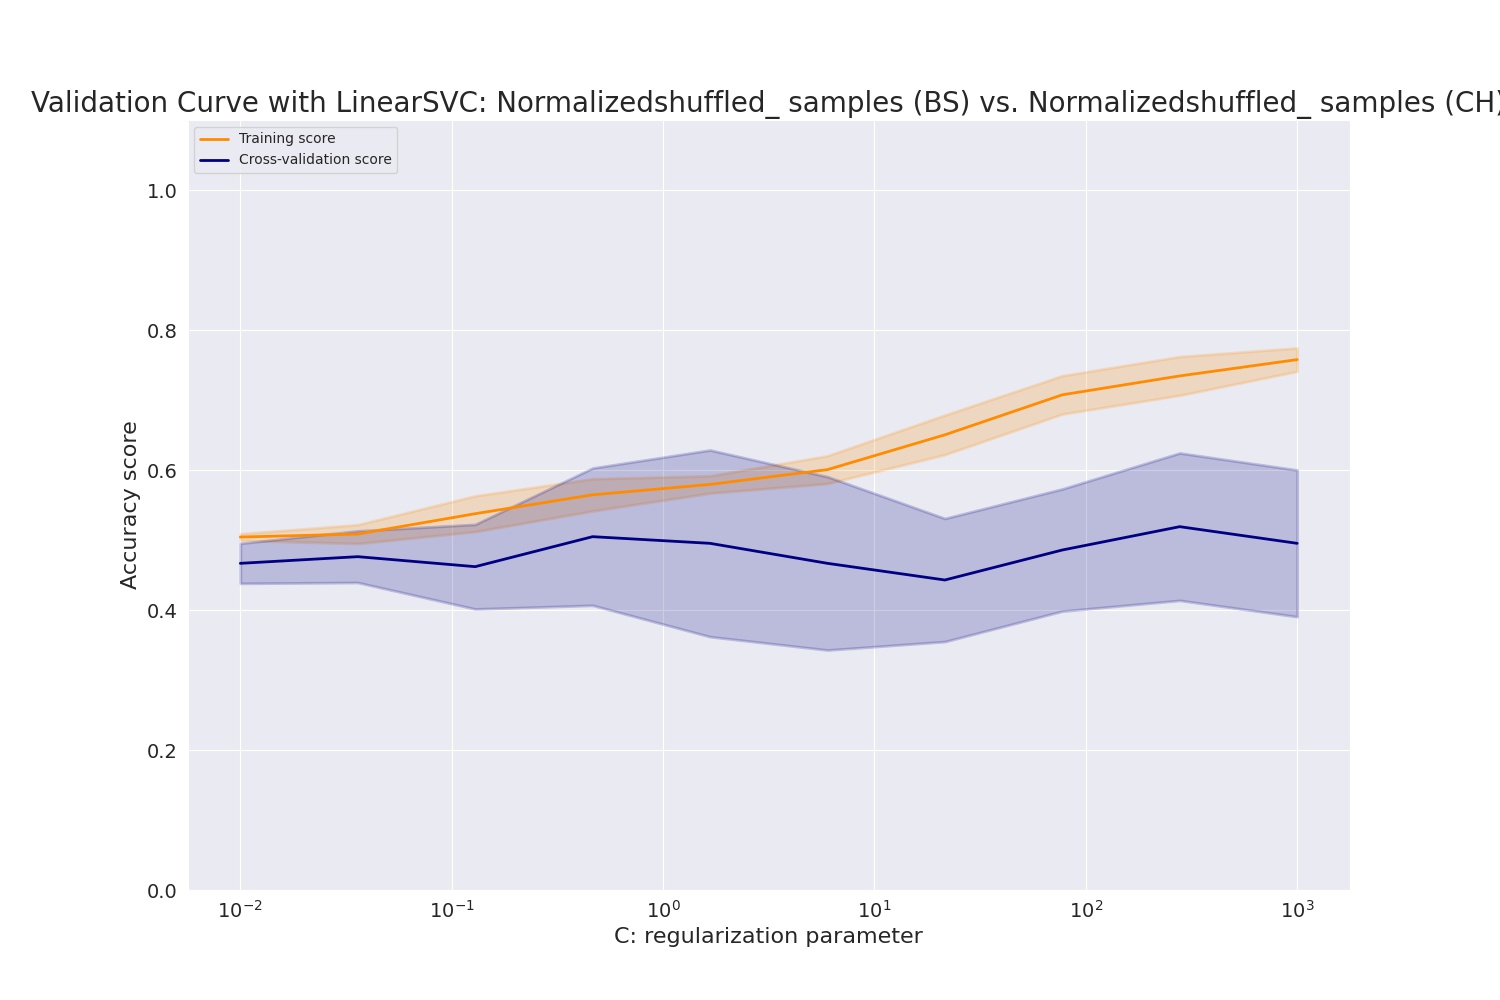 Validation Curve with LinearSVC: Normalizedshuffled_ samples (BS) vs. Normalizedshuffled_ samples (CH)
Training score
Cross-validation score
1.0
0.8
0.6
0.4
0.2
0.0
Accuracy score
10⁻² 10⁻¹ 10⁰ 10¹ 10² 10³
C: regularization parameter